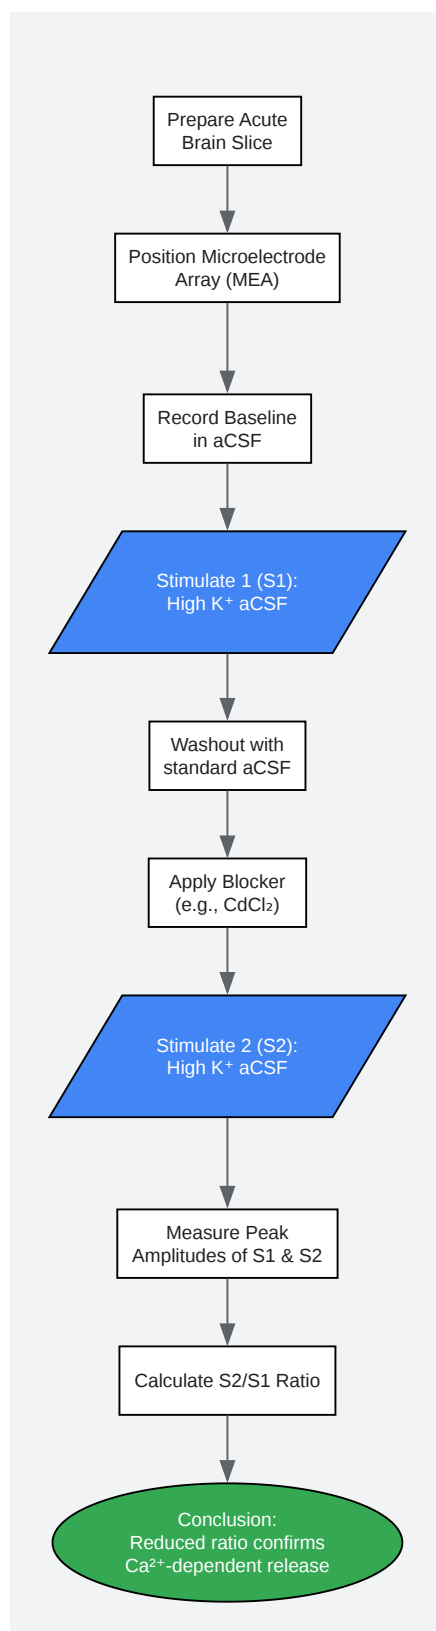 Prepare Acute
Brain Slice
Position Microelectrode
Array (MEA)
Record Baseline
in aCSF
Stimulate 1 (S1):
High K⁺ aCSF
Washout with
standard aCSF
Apply Blocker
(e.g., CdCl₂)
Stimulate 2 (S2):
High K⁺ aCSF
Measure Peak
Amplitudes of S1 & S2
Calculate S2/S1 Ratio
Conclusion:
Reduced ratio confirms
Ca²⁺-dependent release